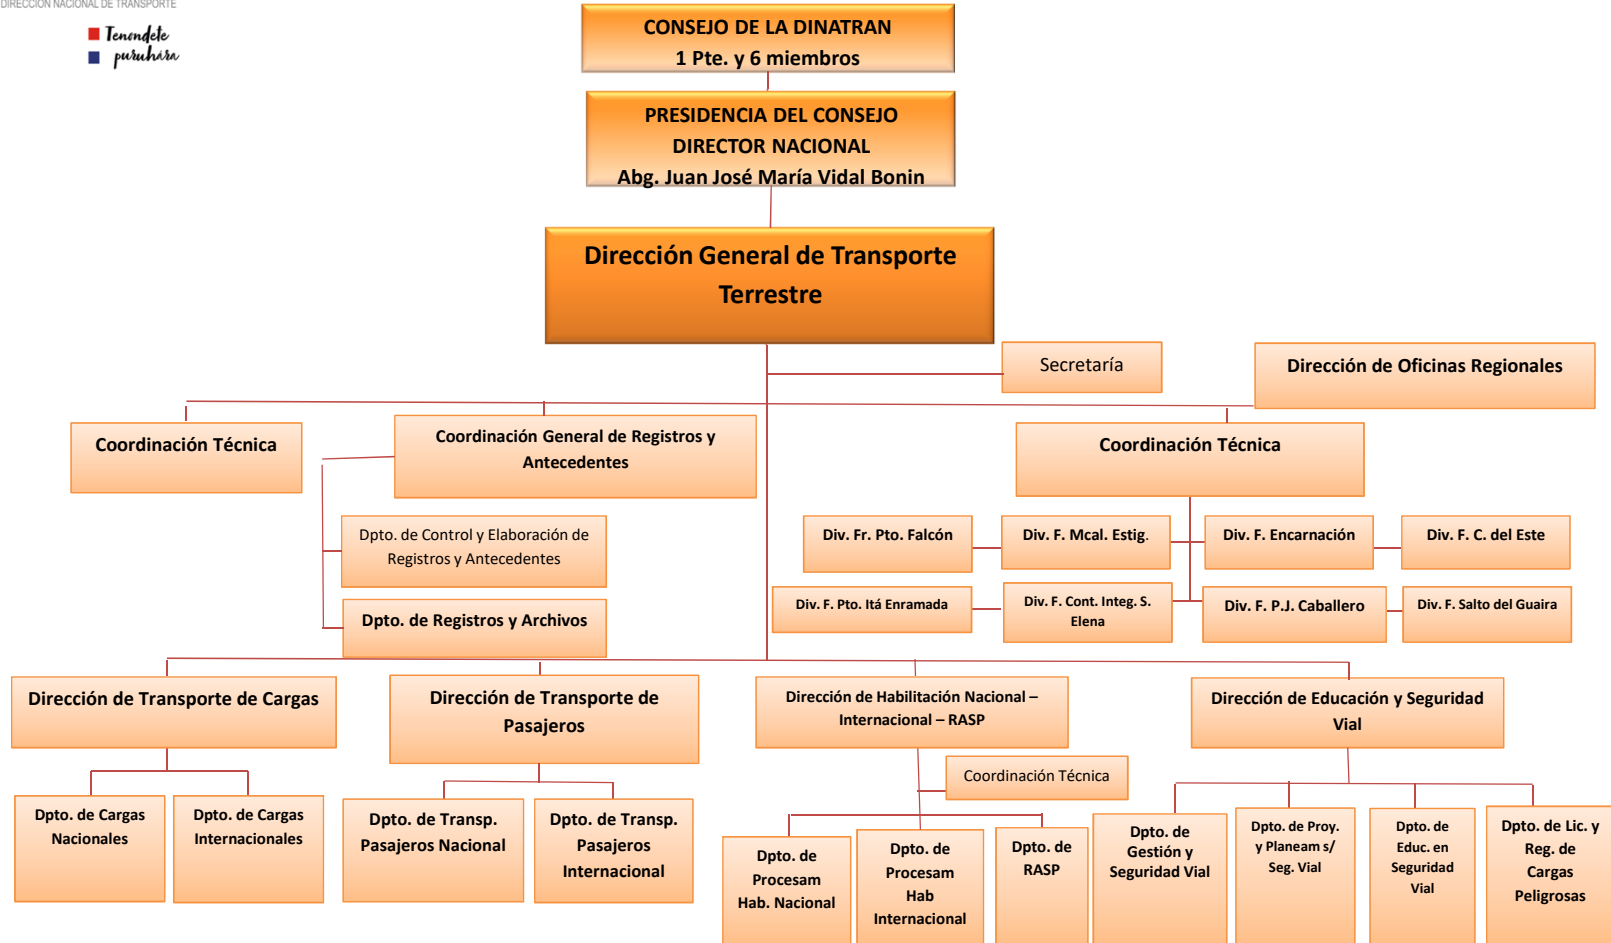 DIRECCIÓN NACIONAL DE TRANSPORTE
Tenondete
puruhára
CONSEJO DE LA DINATRAN
1 Pte. y 6 miembros
PRESIDENCIA DEL CONSEJO
DIRECTOR NACIONAL
Abg. Juan José María Vidal Bonin
Dirección General de Transporte
Terrestre
Secretaría
Dirección de Oficinas Regionales
Coordinación Técnica
Coordinación General de Registros y
Antecedentes
Coordinación Técnica
Dpto. de Control y Elaboración de
Registros y Antecedentes
Dpto. de Registros y Archivos
Div. Fr. Pto. Falcón
Div. F. Mcal. Estig.
Div. F. Encarnación
Div. F. C. del Este
Div. F. Pto. Itá Enramada
Div. F. Cont. Integ. S.
Elena
Div. F. P.J. Caballero
Div. F. Salto del Guaira
Dirección de Transporte de Cargas
Dirección de Transporte de
Pasajeros
Dirección de Habilitación Nacional –
Internacional – RASP
Dirección de Educación y Seguridad
Vial
Coordinación Técnica
Dpto. de Cargas
Nacionales
Dpto. de Cargas
Internacionales
Dpto. de Transp.
Pasajeros Nacional
Dpto. de Transp.
Pasajeros
Internacional
Dpto. de
Procesam
Hab. Nacional
Dpto. de
Procesam
Hab
Internacional
Dpto. de
RASP
Dpto. de
Gestión y
Seguridad Vial
Dpto. de Proy.
y Planeam s/
Seg. Vial
Dpto. de
Educ. en
Seguridad
Vial
Dpto. de Lic. y
Reg. de
Cargas
Peligrosas